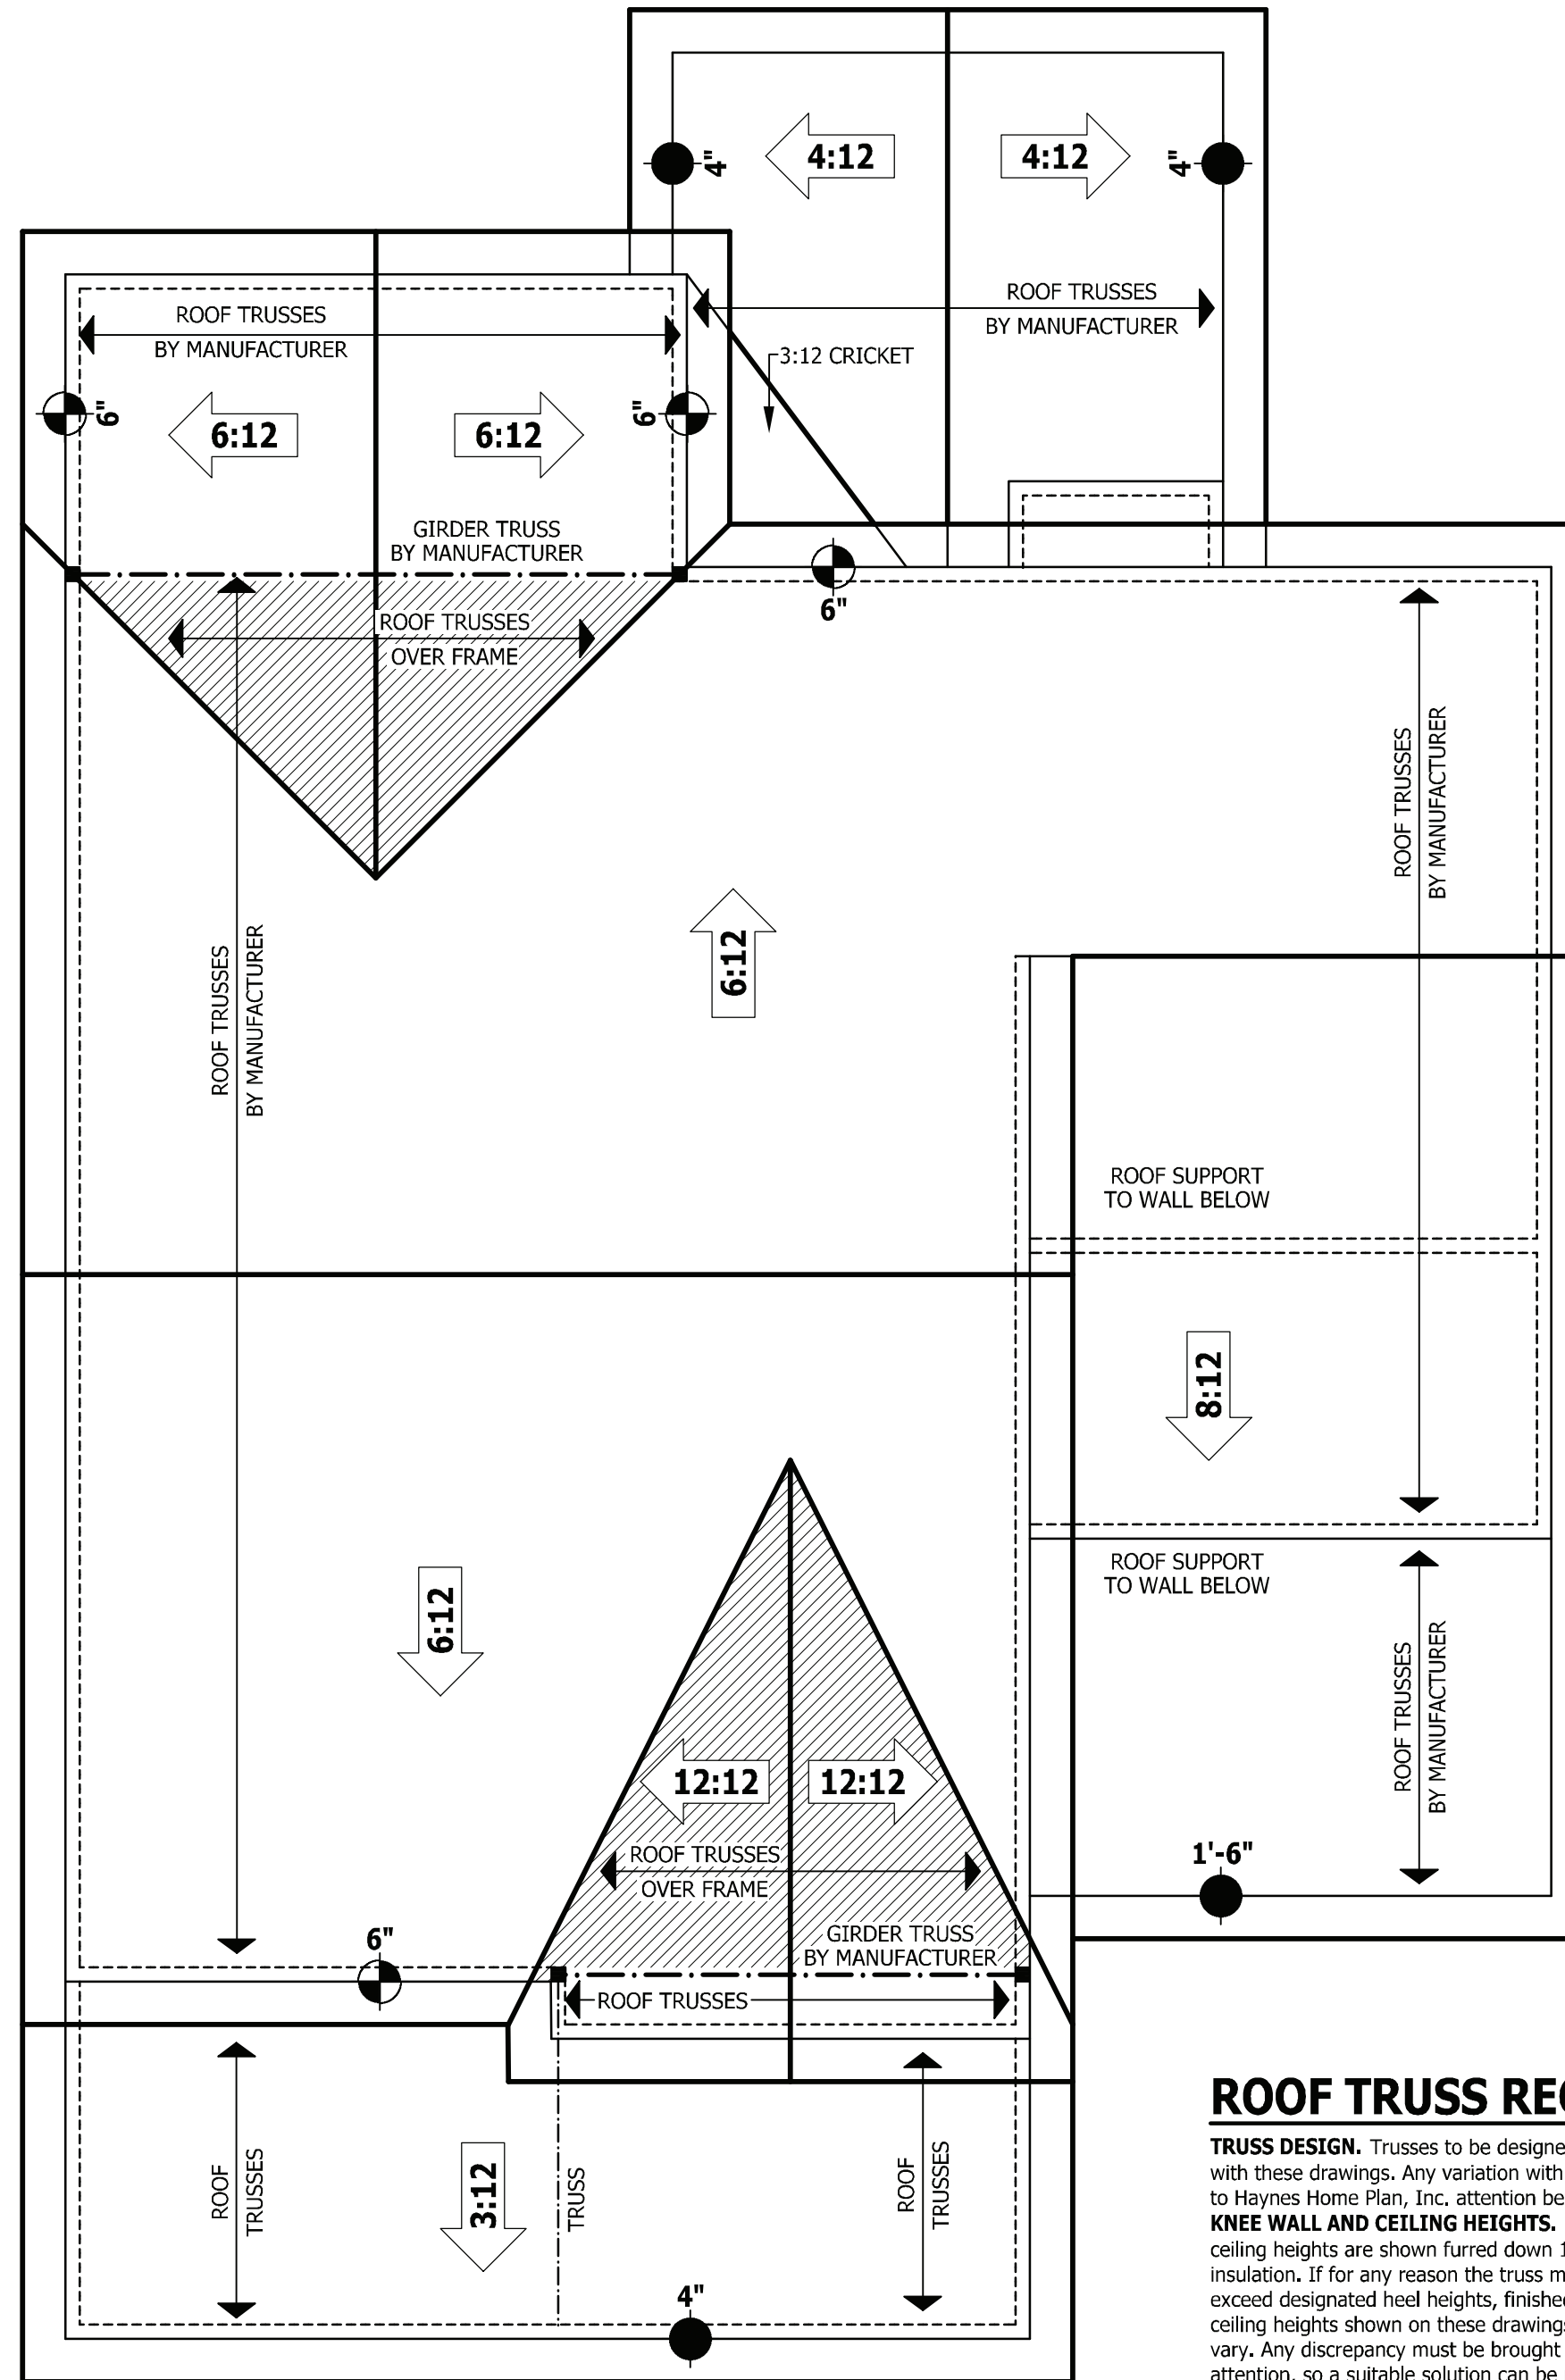 4"
4:12
4:12
4"
ROOF TRUSSES
BY MANUFACTURER
ROOF TRUSSES
BY MANUFACTURER
3:12 CRICKET
6"
6:12
6:12
6"
GIRDER TRUSS
BY MANUFACTURER
6"
ROOF TRUSSES
OVER FRAME
ROOF TRUSSES
BY MANUFACTURER
6:12
ROOF TRUSSES
BY MANUFACTURER
ROOF SUPPORT
TO WALL BELOW
8:12
6:12
ROOF SUPPORT
TO WALL BELOW
ROOF TRUSSES
BY MANUFACTURER
12:12
12:12
ROOF TRUSSES
OVER FRAME
1'-6"
GIRDER TRUSS
BY MANUFACTURER
6"
ROOF TRUSSES
ROOF
TRUSSES
3:12
TRUSS
ROOF
TRUSSES
4"
ROOF TRUSS
TRUSS DESIGN. Trusses to be
with these drawings. Any variation with
to Haynes Home Plan, Inc. attention
KNEE WALL AND CEILING HEIGHTS.
ceiling heights are shown furred down
insulation. If for any reason the truss
exceed designated heel heights,
ceiling heights shown on these
vary. Any discrepancy must be brought
attention, so a suitable solution can be